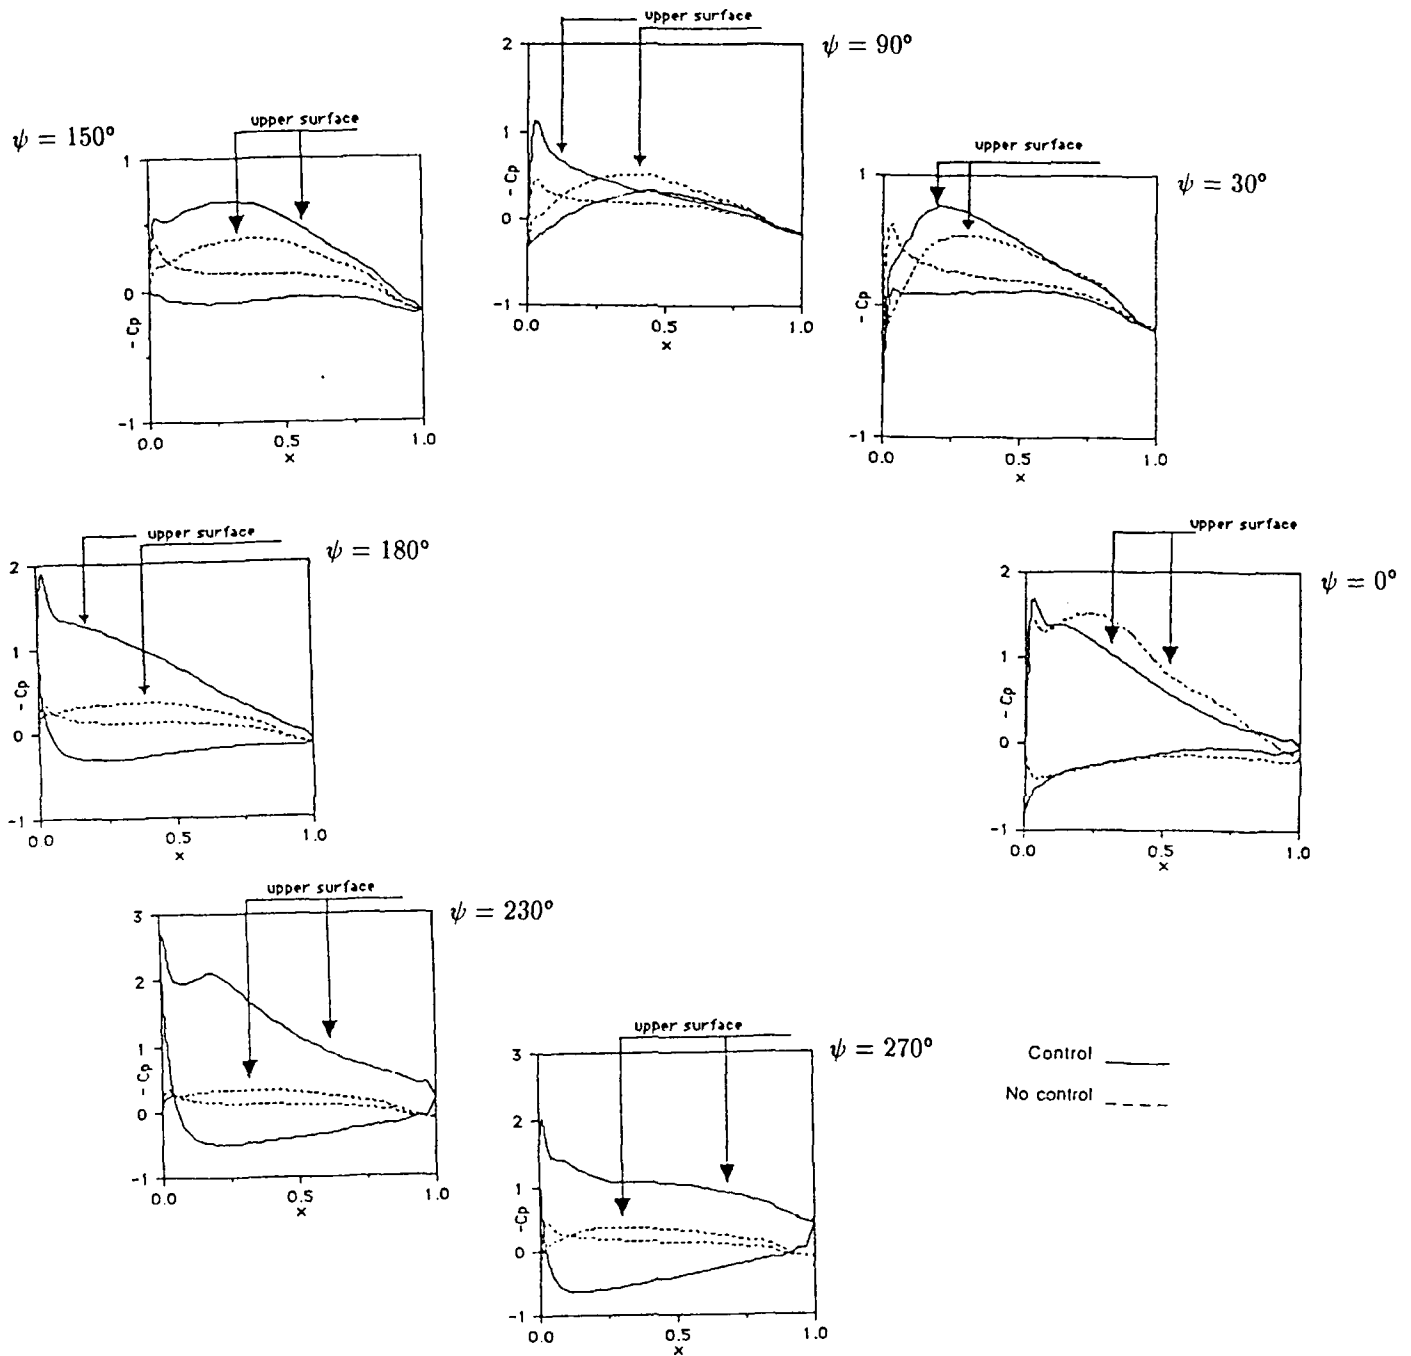 upper surface
ψ = 90°
2
1
0
-1
- Cp
0.0 0.5 1.0
x
upper surface
ψ = 150°
1
0
-1
- Cp
0.0 0.5 1.0
x
upper surface
ψ = 30°
1
0
-1
- Cp
0.0 0.5 1.0
x
upper surface
ψ = 180°
2
1
0
-1
- Cp
0.0 0.5 1.0
x
upper surface
ψ = 0°
2
1
0
-1
- Cp
0.0 0.5 1.0
x
upper surface
ψ = 230°
3
2
1
0
-1
- Cp
0.0 0.5 1.0
x
upper surface
ψ = 270°
3
2
1
0
-1
- Cp
0.0 0.5 1.0
x
Control
No control